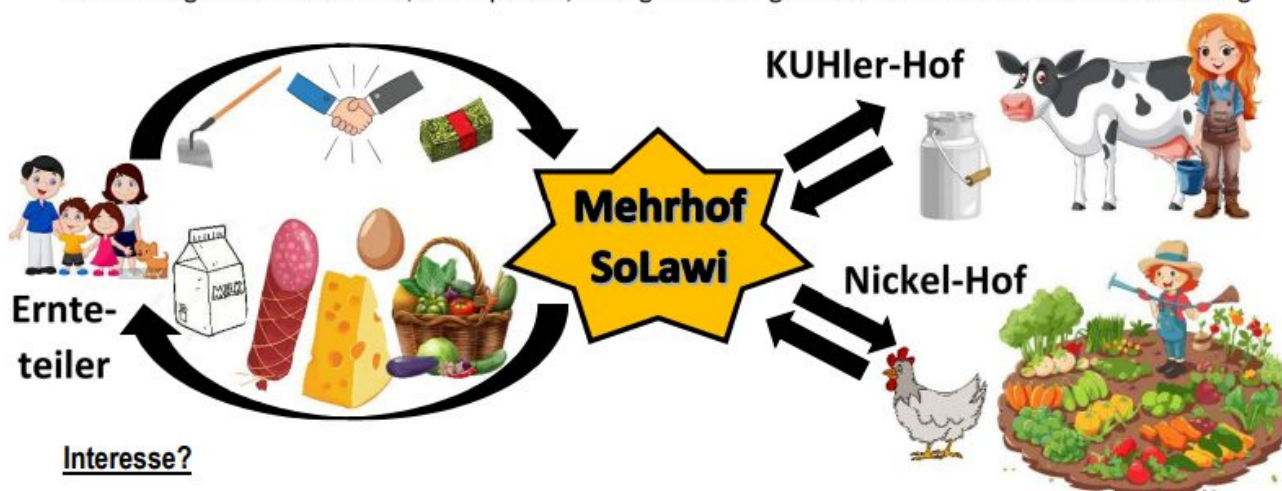 KUHler-Hof
Mehrhof
SoLawi
Nickel-Hof
Ernte-
teiler
Interesse?